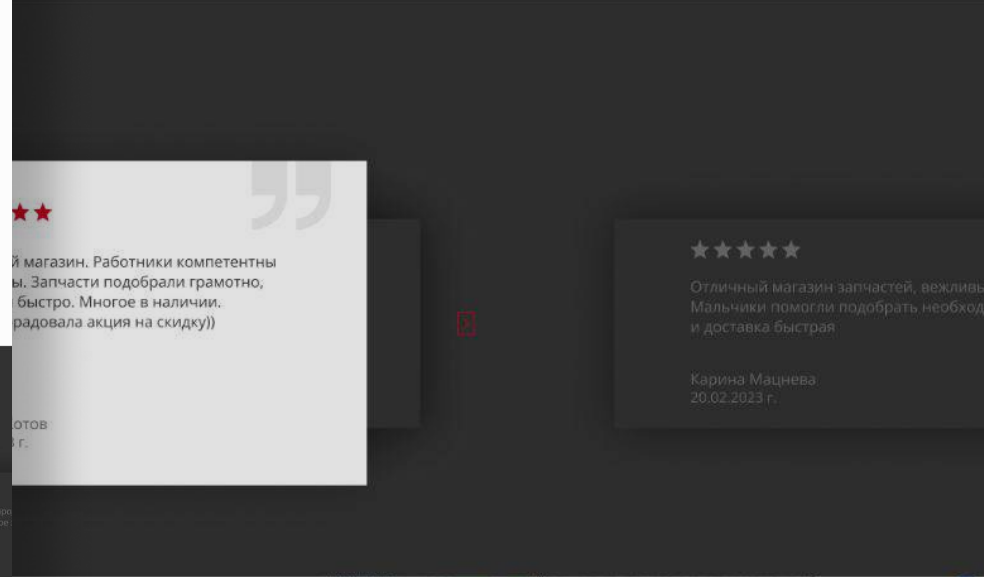 й магазин. Работники компетентны
ы. Запчасти подобрали грамотно,
быстро. Многое в наличии.
радовала акция на скидку))
отов
г.
Отличный магазин запчастей, вежливы
Мальчики помогли подобрать необход
и доставка быстрая
Карина Мацнева
20.02.2023 г.